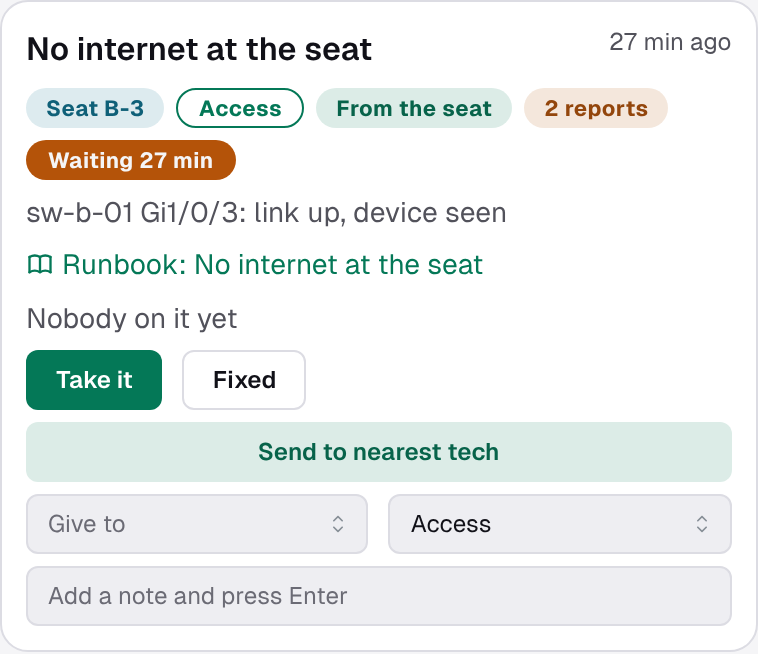 No internet at the seat
27 min ago
Seat B-3 Access From the seat 2 reports
Waiting 27 min
sw-b-01 Gi1/0/3: link up, device seen
Runbook: No internet at the seat
Nobody on it yet
Take it Fixed
Send to nearest tech
Give to Access
Add a note and press Enter